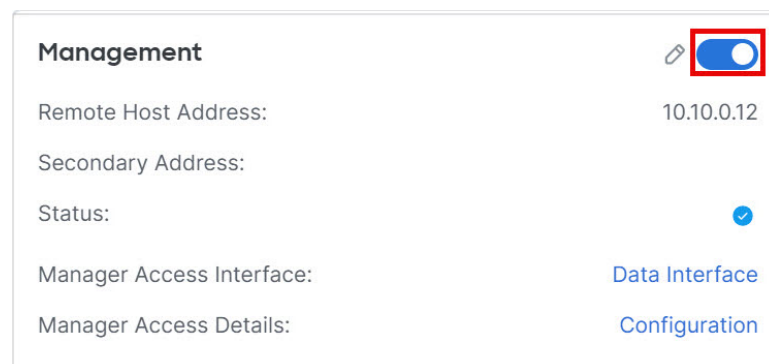 Management
Remote Host Address: 10.10.0.12
Secondary Address:
Status:
Manager Access Interface: Data Interface
Manager Access Details: Configuration